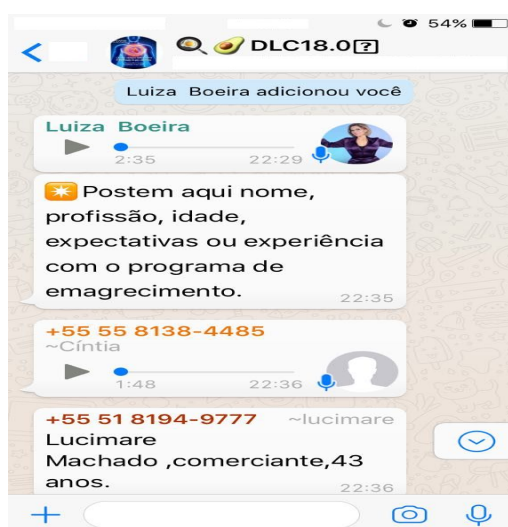 54%
DLC18.0?
Luiza Boeira adicionou você
Luiza Boeira
2:35 22:29
Postem aqui nome,
profissão, idade,
expectativas ou experiência
com o programa de
emagrecimento. 22:35
+55 55 8138-4485
~Cíntia
1:48 22:36
+55 51 8194-9777 ~lucimare
Lucimare
Machado ,comerciante,43
anos. 22:36